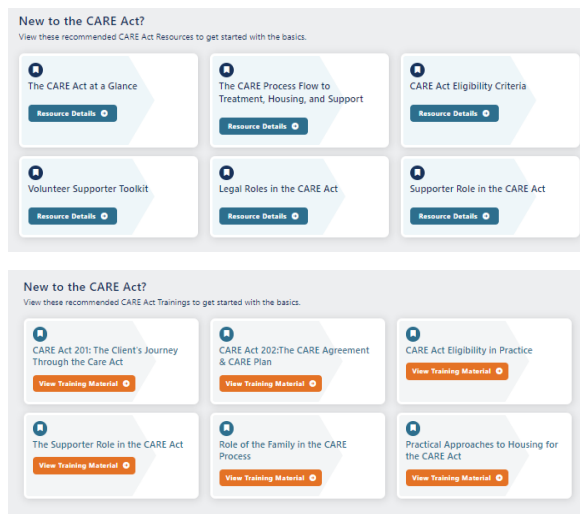 New to the CARE Act?
View these recommended CARE Act Resources to get started with the basics.
The CARE Act at a Glance
Resource Details
The CARE Process Flow to
Treatment, Housing, and Support
Resource Details
CARE Act Eligibility Criteria
Resource Details
Volunteer Supporter Toolkit
Resource Details
Legal Roles in the CARE Act
Resource Details
Supporter Role in the CARE Act
Resource Details
New to the CARE Act?
View these recommended CARE Act Trainings to get started with the basics.
CARE Act 201: The Client's Journey
Through the Care Act
View Training Material
CARE Act 202:The CARE Agreement
& CARE Plan
View Training Material
CARE Act Eligibility in Practice
View Training Material
The Supporter Role in the CARE Act
View Training Material
Role of the Family in the CARE
Process
View Training Material
Practical Approaches to Housing for
the CARE Act
View Training Material